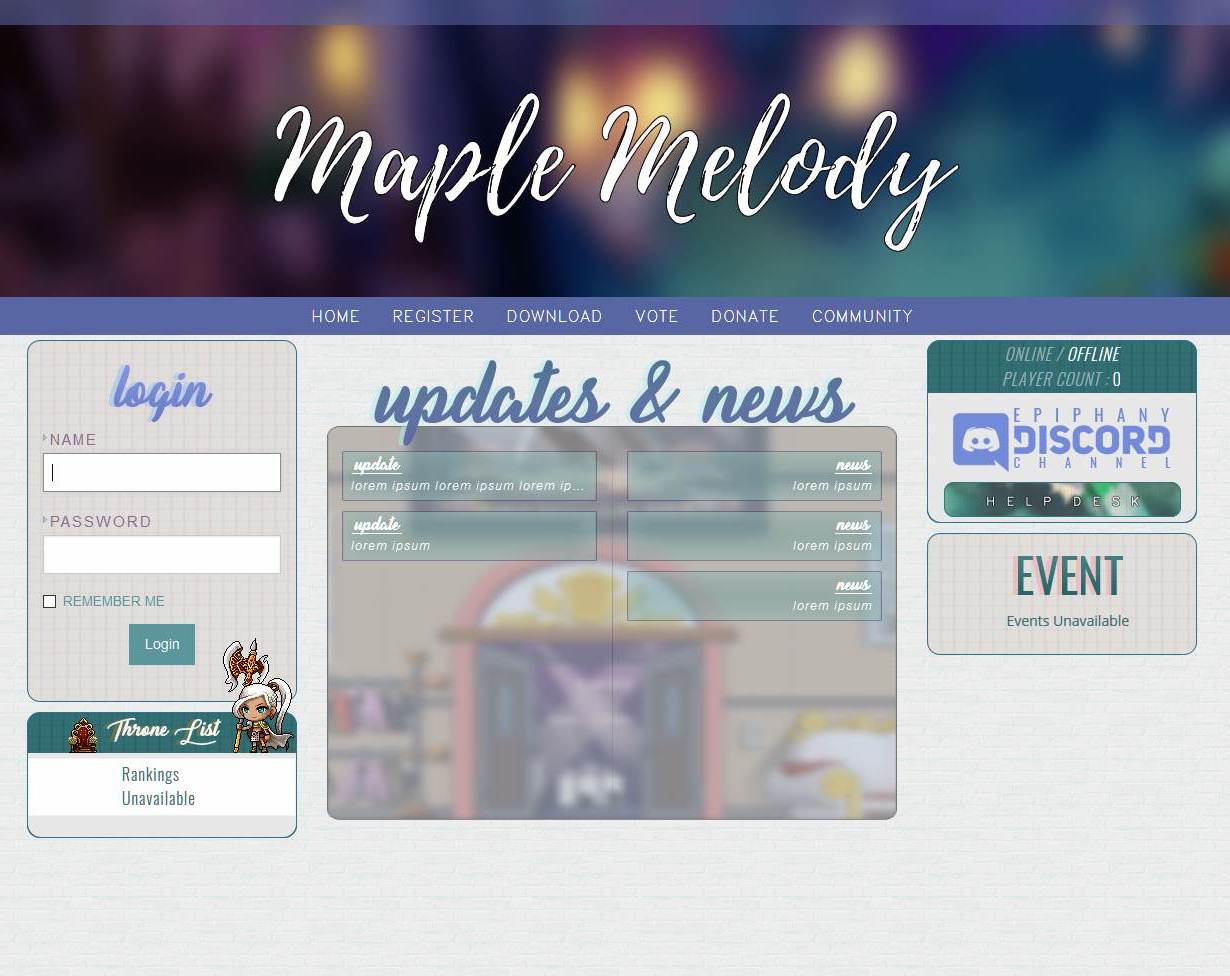 Maple Melody
HOME REGISTER DOWNLOAD VOTE DONATE COMMUNITY
login
NAME
PASSWORD
REMEMBER ME
Login
Throne List
Rankings
Unavailable
updates & news
update
lorem ipsum lorem ipsum lorem ip...
update
lorem ipsum
news
lorem ipsum
news
lorem ipsum
news
lorem ipsum
ONLINE / OFFLINE
PLAYER COUNT : 0
EPIPHANY
DISCORD
CHANNEL
HELP DESK
EVENT
Events Unavailable